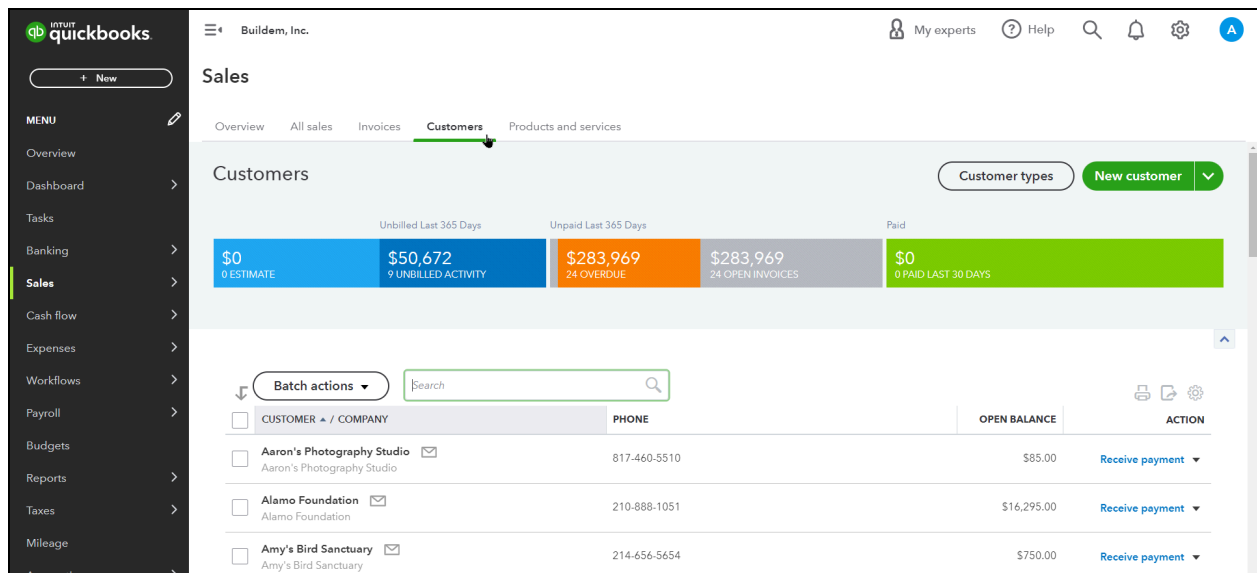 INTUIT
quickbooks
Buildem, Inc.
My experts
Help
A
+ New
Sales
MENU
Overview
Dashboard
Tasks
Banking
Sales
Cash flow
Expenses
Workflows
Payroll
Budgets
Reports
Taxes
Mileage
Overview All sales Invoices Customers Products and services
Customers
Customer types
New customer
Unbilled Last 365 Days Unpaid Last 365 Days Paid
$0 $50,672 $283,969 $283,969 $0
0 ESTIMATE 9 UNBILLED ACTIVITY 24 OVERDUE 24 OPEN INVOICES 0 PAID LAST 30 DAYS
Batch actions
Search
CUSTOMER / COMPANY PHONE OPEN BALANCE ACTION
Aaron's Photography Studio 817-460-5510 $85.00 Receive payment
Aaron's Photography Studio
Alamo Foundation 210-888-1051 $16,295.00 Receive payment
Alamo Foundation
Amy's Bird Sanctuary 214-656-5654 $750.00 Receive payment
Amy's Bird Sanctuary